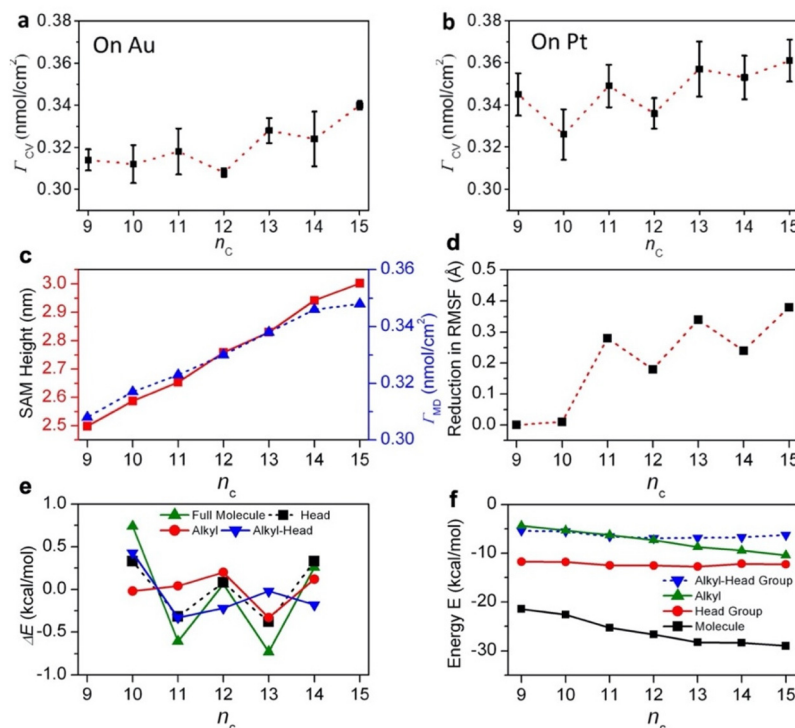 a
On Au
0.38
0.36
0.34
0.32
0.30
Γ_CV (nmol/cm²)
9 10 11 12 13 14 15
n_C
b
On Pt
0.38
0.36
0.34
0.32
0.30
Γ_CV (nmol/cm²)
9 10 11 12 13 14 15
n_C
c
3.0
2.9
2.8
2.7
2.6
2.5
SAM Height (nm)
0.36
0.34
0.32
0.30
Γ_MD (nmol/cm²)
9 10 11 12 13 14 15
n_c
d
0.5
0.4
0.3
0.2
0.1
0.0
Reduction in RMSF (Å)
9 10 11 12 13 14 15
n_c
e
1.0
0.5
0.0
-0.5
-1.0
ΔE (kcal/mol)
Full Molecule Head
Alkyl Alkyl-Head
9 10 11 12 13 14 15
n_c
f
0
-10
-20
-30
Energy E (kcal/mol)
Alkyl-Head Group
Alkyl
Head Group
Molecule
9 10 11 12 13 14 15
n_c